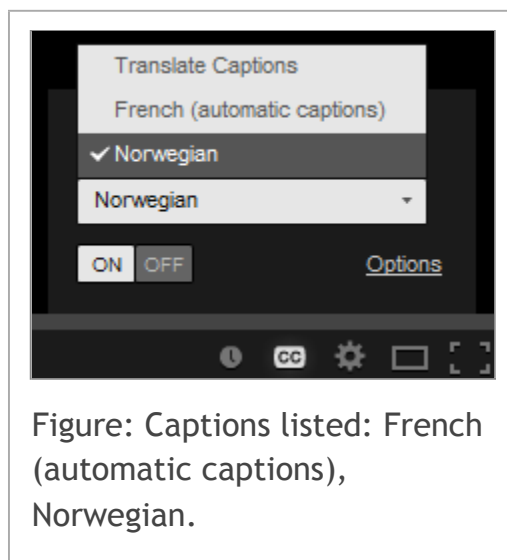 Translate Captions
French (automatic captions)
Norwegian
Norwegian
ON OFF Options
CC
Figure: Captions listed: French
(automatic captions),
Norwegian.